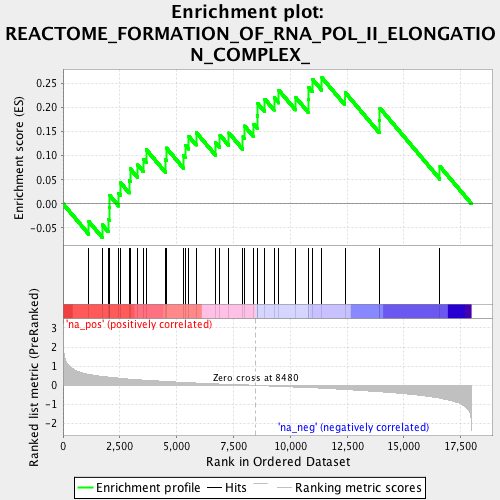 Enrichment plot:
REACTOME_FORMATION_OF_RNA_POL_II_ELONGATIO
N_COMPLEX_
Enrichment score (ES)
0.25
0.20
0.15
0.10
0.05
0.00
-0.05
Ranked list metric (PreRanked)
'na_pos' (positively correlated)
3
2
1
0
-1
-2
Zero cross at 8480
'na_neg' (negatively correlated)
0 2,500 5,000 7,500 10,000 12,500 15,000 17,500
Rank in Ordered Dataset
Enrichment profile Hits Ranking metric scores